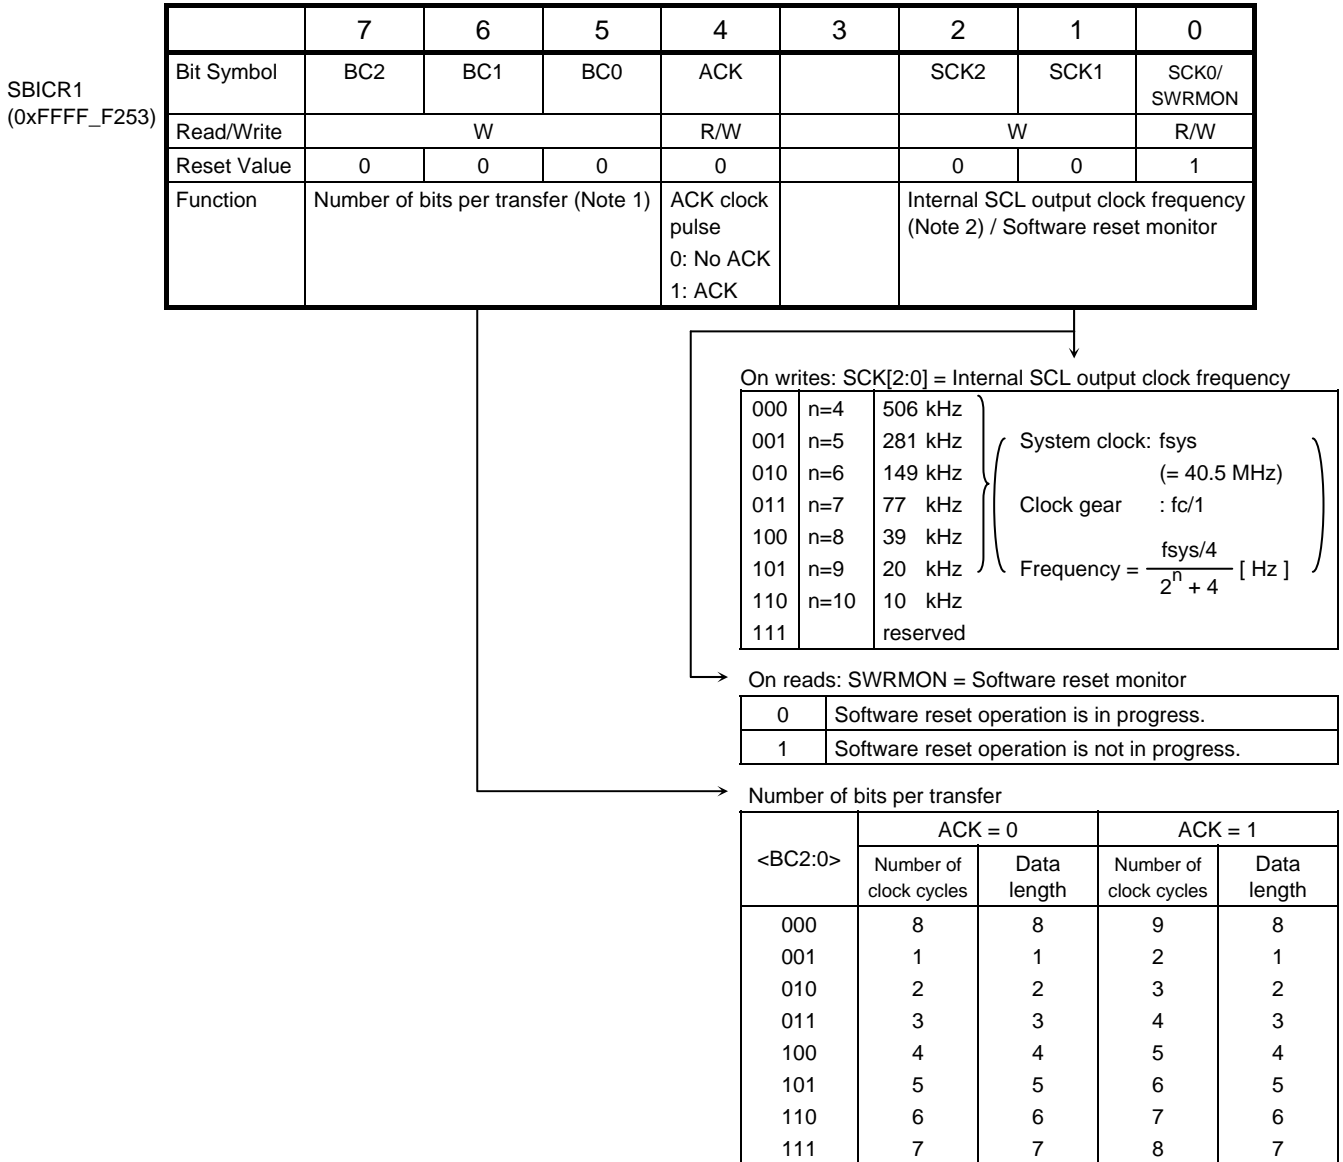 7 6 5 4 3 2 1 0
SBICR1
(0xFFFF_F253)
Bit Symbol BC2 BC1 BC0 ACK SCK2 SCK1 SCK0/
SWRMON
Read/Write W R/W W R/W
Reset Value 0 0 0 0 0 0 1
Function Number of bits per transfer (Note 1) ACK clock Internal SCL output clock frequency
pulse (Note 2) / Software reset monitor
0: No ACK
1: ACK
On writes: SCK[2:0] = Internal SCL output clock frequency
000 n=4 506 kHz
001 n=5 281 kHz System clock: fsys
010 n=6 149 kHz (= 40.5 MHz)
011 n=7 77 kHz Clock gear : fc/1
100 n=8 39 kHz fsys/4
101 n=9 20 kHz Frequency = [ Hz ]
2^n + 4
110 n=10 10 kHz
111 reserved
On reads: SWRMON = Software reset monitor
0 Software reset operation is in progress.
1 Software reset operation is not in progress.
Number of bits per transfer
<BC2:0> ACK = 0 ACK = 1
Number of Data Number of Data
clock cycles length clock cycles length
000 8 8 9 8
001 1 1 2 1
010 2 2 3 2
011 3 3 4 3
100 4 4 5 4
101 5 5 6 5
110 6 6 7 6
111 7 7 8 7